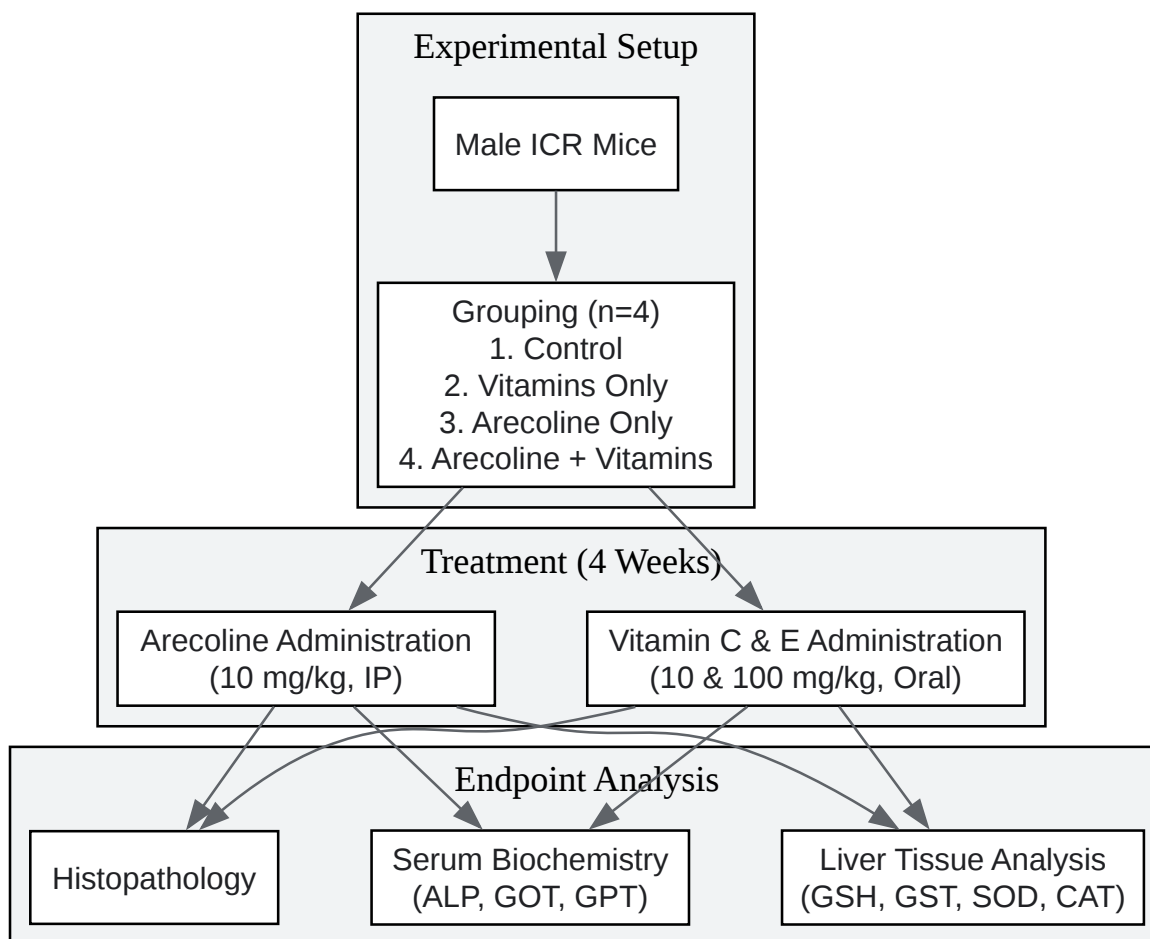 Experimental Setup
Male ICR Mice
Grouping (n=4)
1. Control
2. Vitamins Only
3. Arecoline Only
4. Arecoline + Vitamins
Treatment (4 Weeks)
Arecoline Administration
(10 mg/kg, IP)
Vitamin C & E Administration
(10 & 100 mg/kg, Oral)
Endpoint Analysis
Histopathology
Serum Biochemistry
(ALP, GOT, GPT)
Liver Tissue Analysis
(GSH, GST, SOD, CAT)